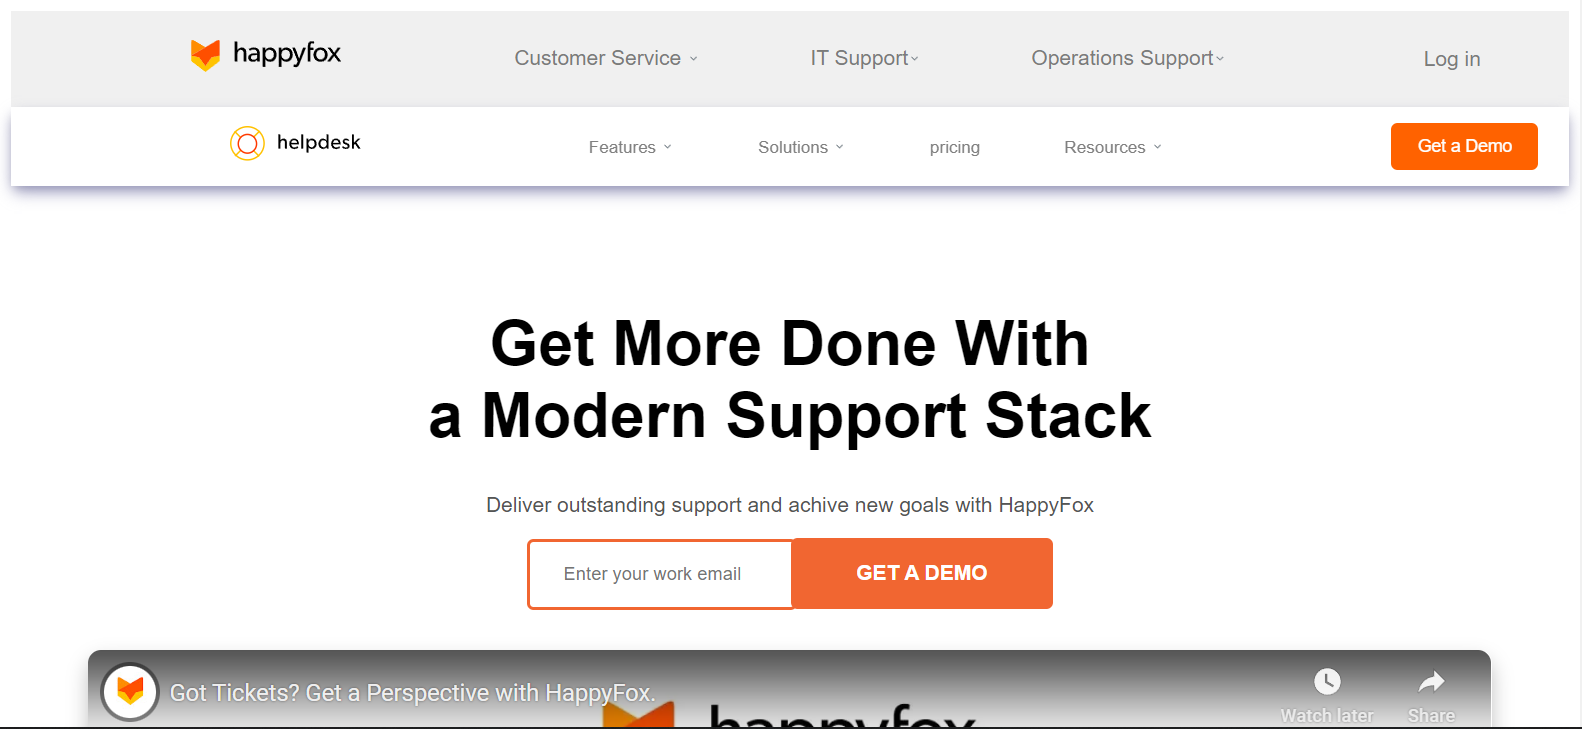 happyfox Customer Service IT Support Operations Support Log in
helpdesk Features Solutions pricing Resources Get a Demo
Get More Done With
a Modern Support Stack
Deliver outstanding support and achive new goals with HappyFox
Enter your work email GET A DEMO
Got Tickets? Get a Perspective with HappyFox.
happyfox
Watch later Share